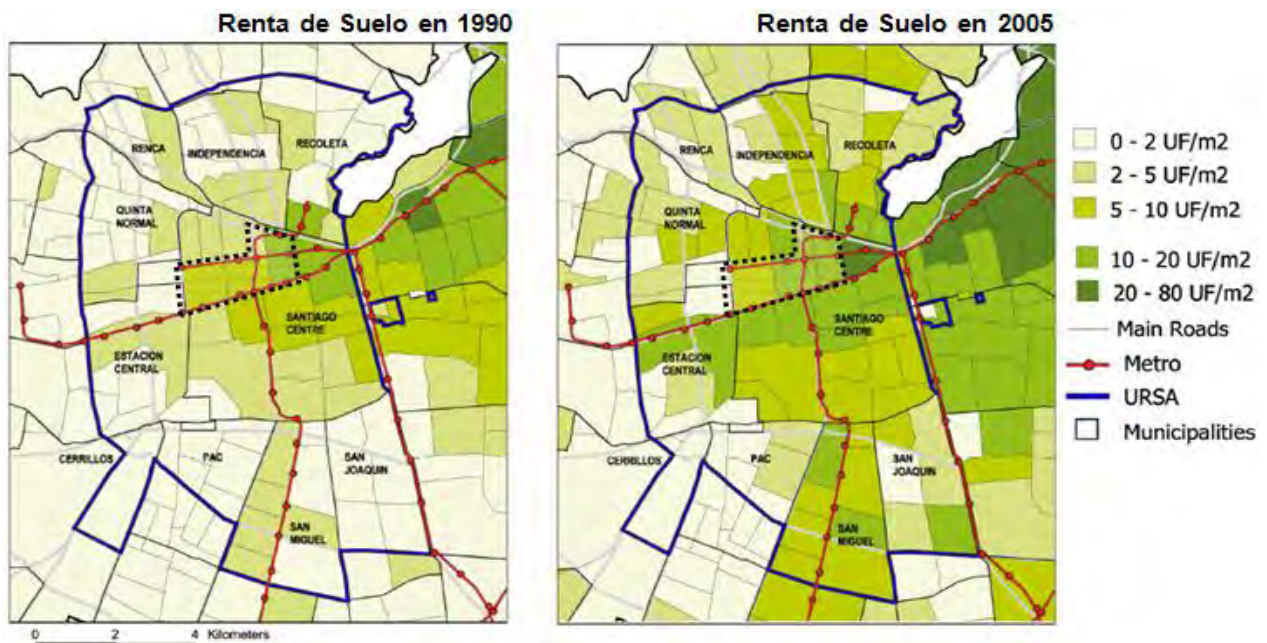 Renta de Suelo en 1990
RENCA
INDEPENDENCIA
RECOLETA
QUINTA
NORMAL
SANTIAGO
CENTRE
ESTACION
CENTRAL
CERRILLOS
PAC
SAN
JOAQUIN
SAN
MIGUEL
0 2 4 Kilometers
Renta de Suelo en 2005
RENCA
INDEPENDENCIA
RECOLETA
QUINTA
NORMAL
SANTIAGO
CENTRE
ESTACION
CENTRAL
CERRILLOS
PAC
SAN
JOAQUIN
SAN
MIGUEL
0 - 2 UF/m2
2 - 5 UF/m2
5 - 10 UF/m2
10 - 20 UF/m2
20 - 80 UF/m2
Main Roads
Metro
URSA
Municipalities